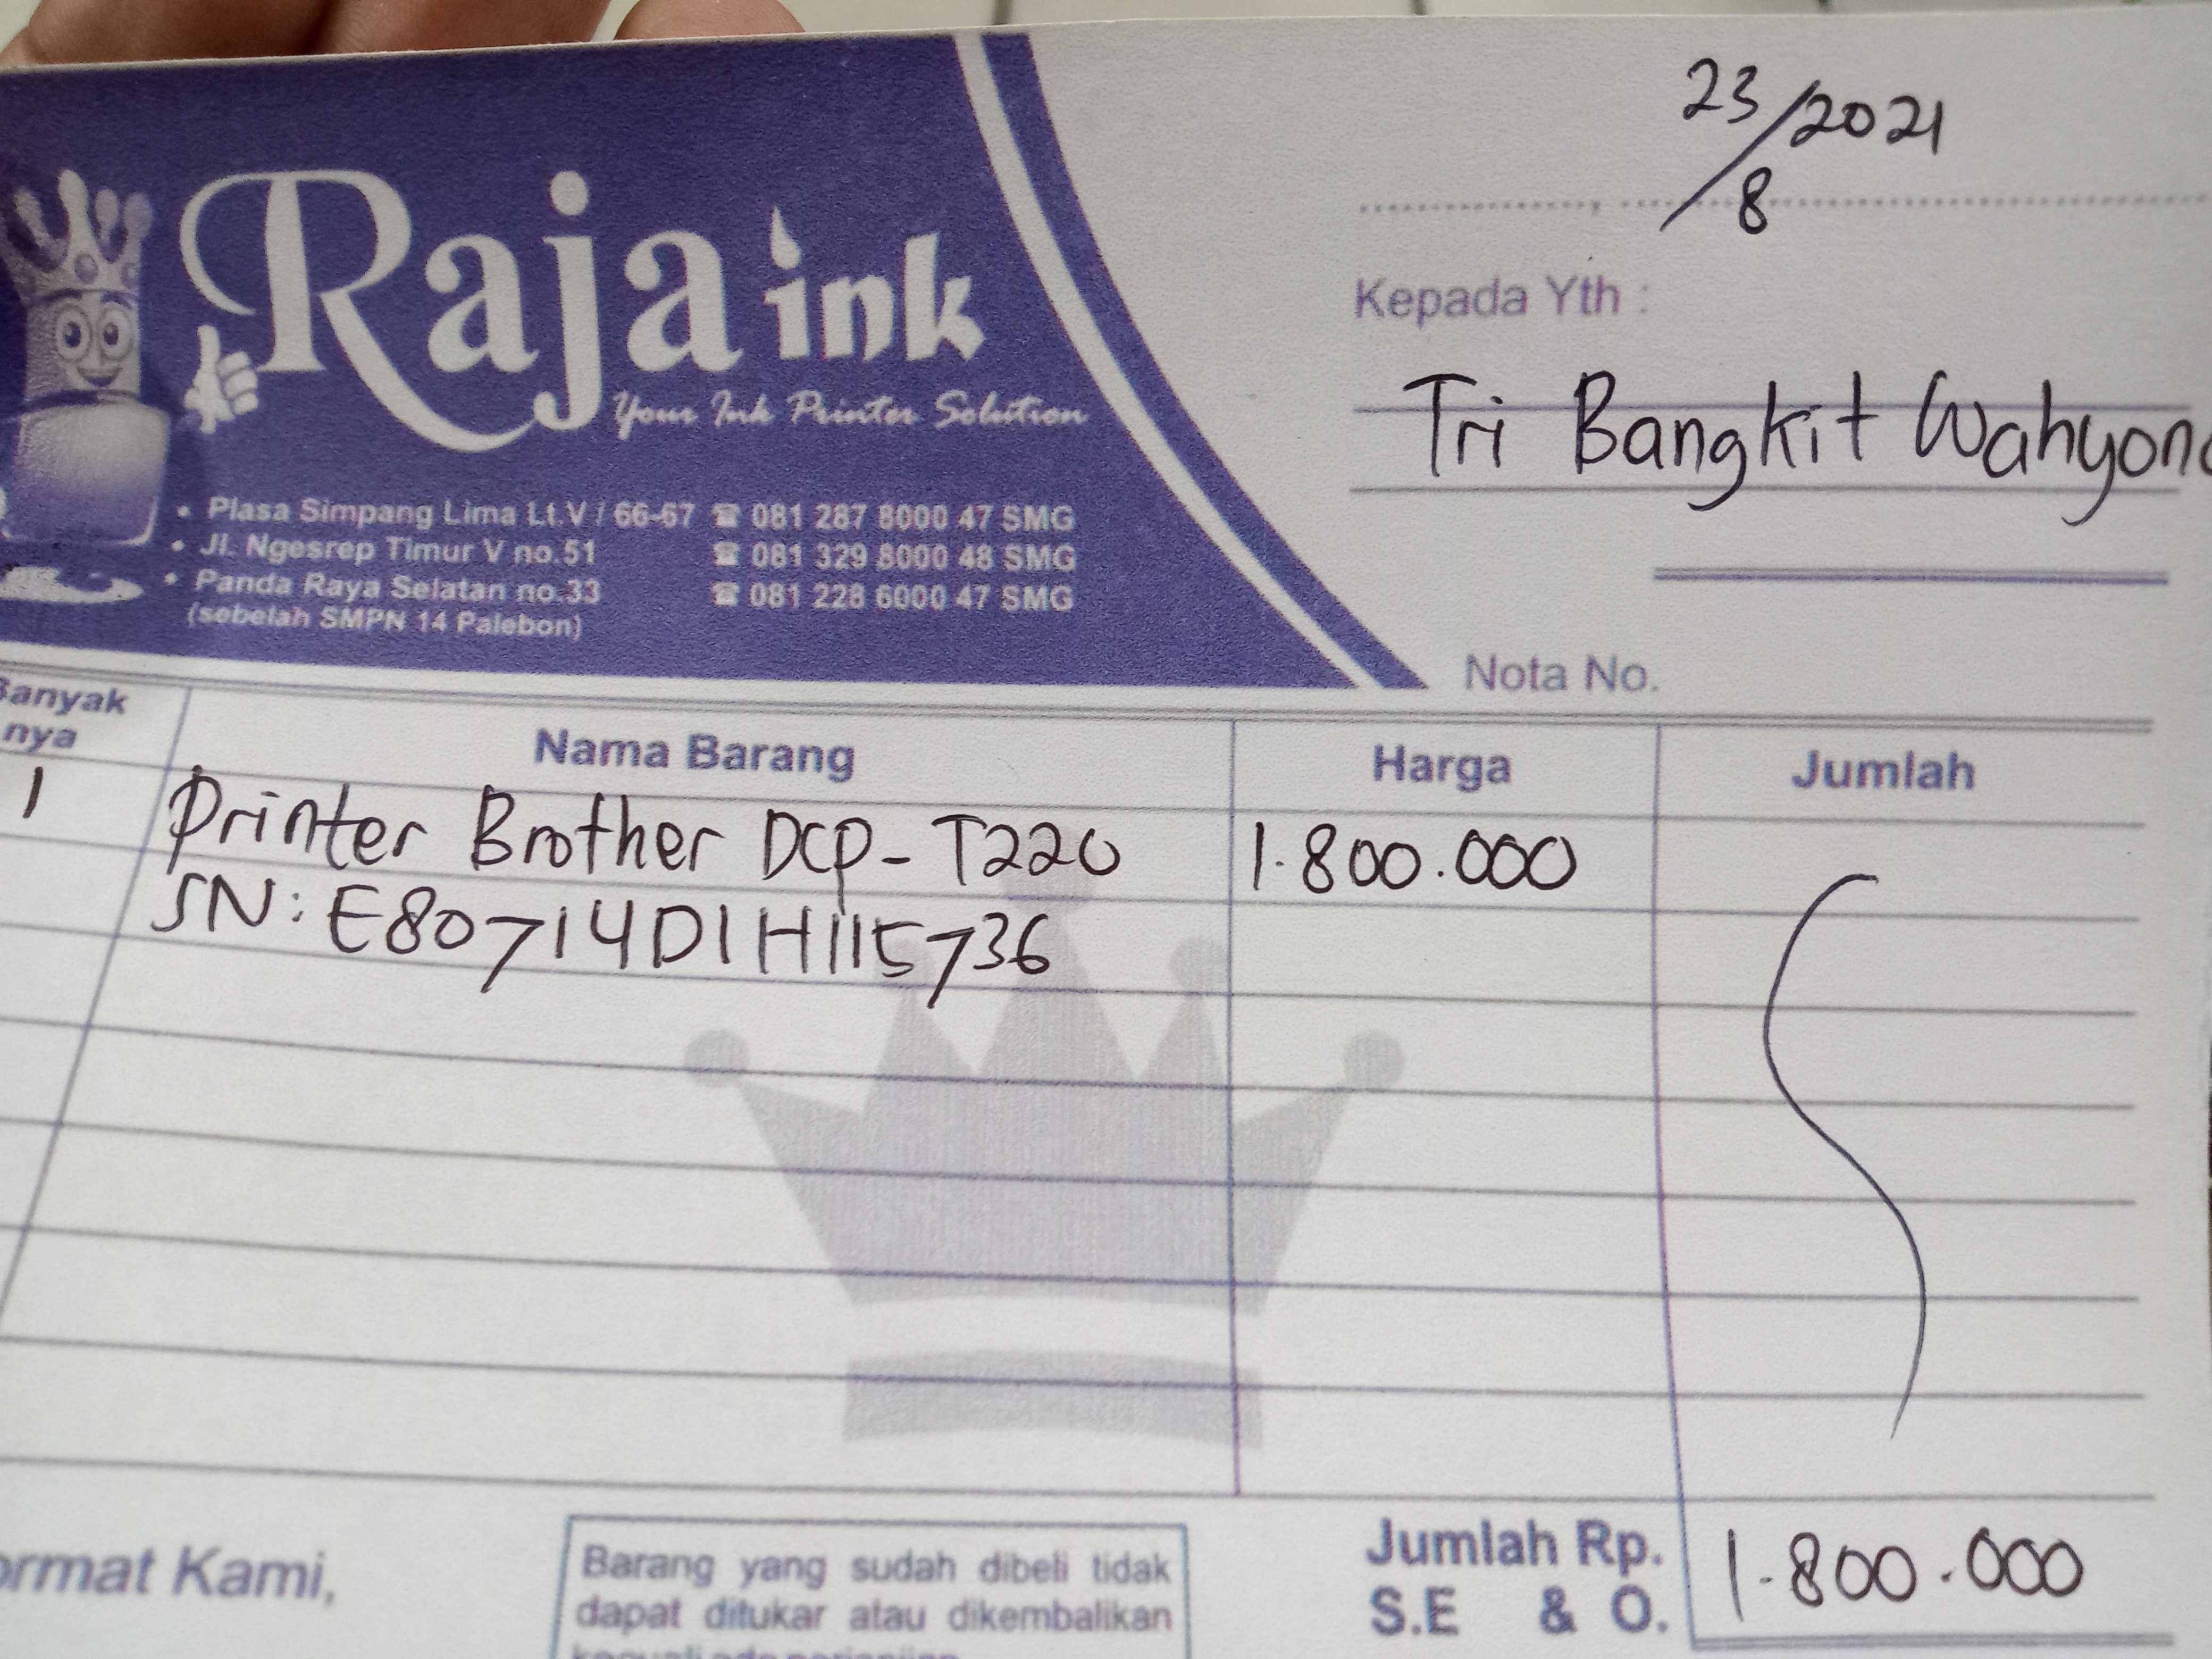 23/8/2021
Raja ink
Your Ink Printer Solution
Kepada Yth :
Tri Bangkit Wahyono
• Plasa Simpang Lima Lt.V / 66-67 ☎ 081 287 8000 47 SMG
• Jl. Ngesrep Timur V no.51 ☎ 081 329 8000 48 SMG
• Panda Raya Selatan no.33 ☎ 081 228 6000 47 SMG
(sebelah SMPN 14 Palebon)
Nota No.
Banyak
nya
Nama Barang
Harga
Jumlah
1 Printer Brother DCP-T220 1.800.000
SN: E80714D1H115736
ormat Kami,
Barang yang sudah dibeli tidak
dapat ditukar atau dikembalikan
Jumlah Rp. 1.800.000
S.E & O.